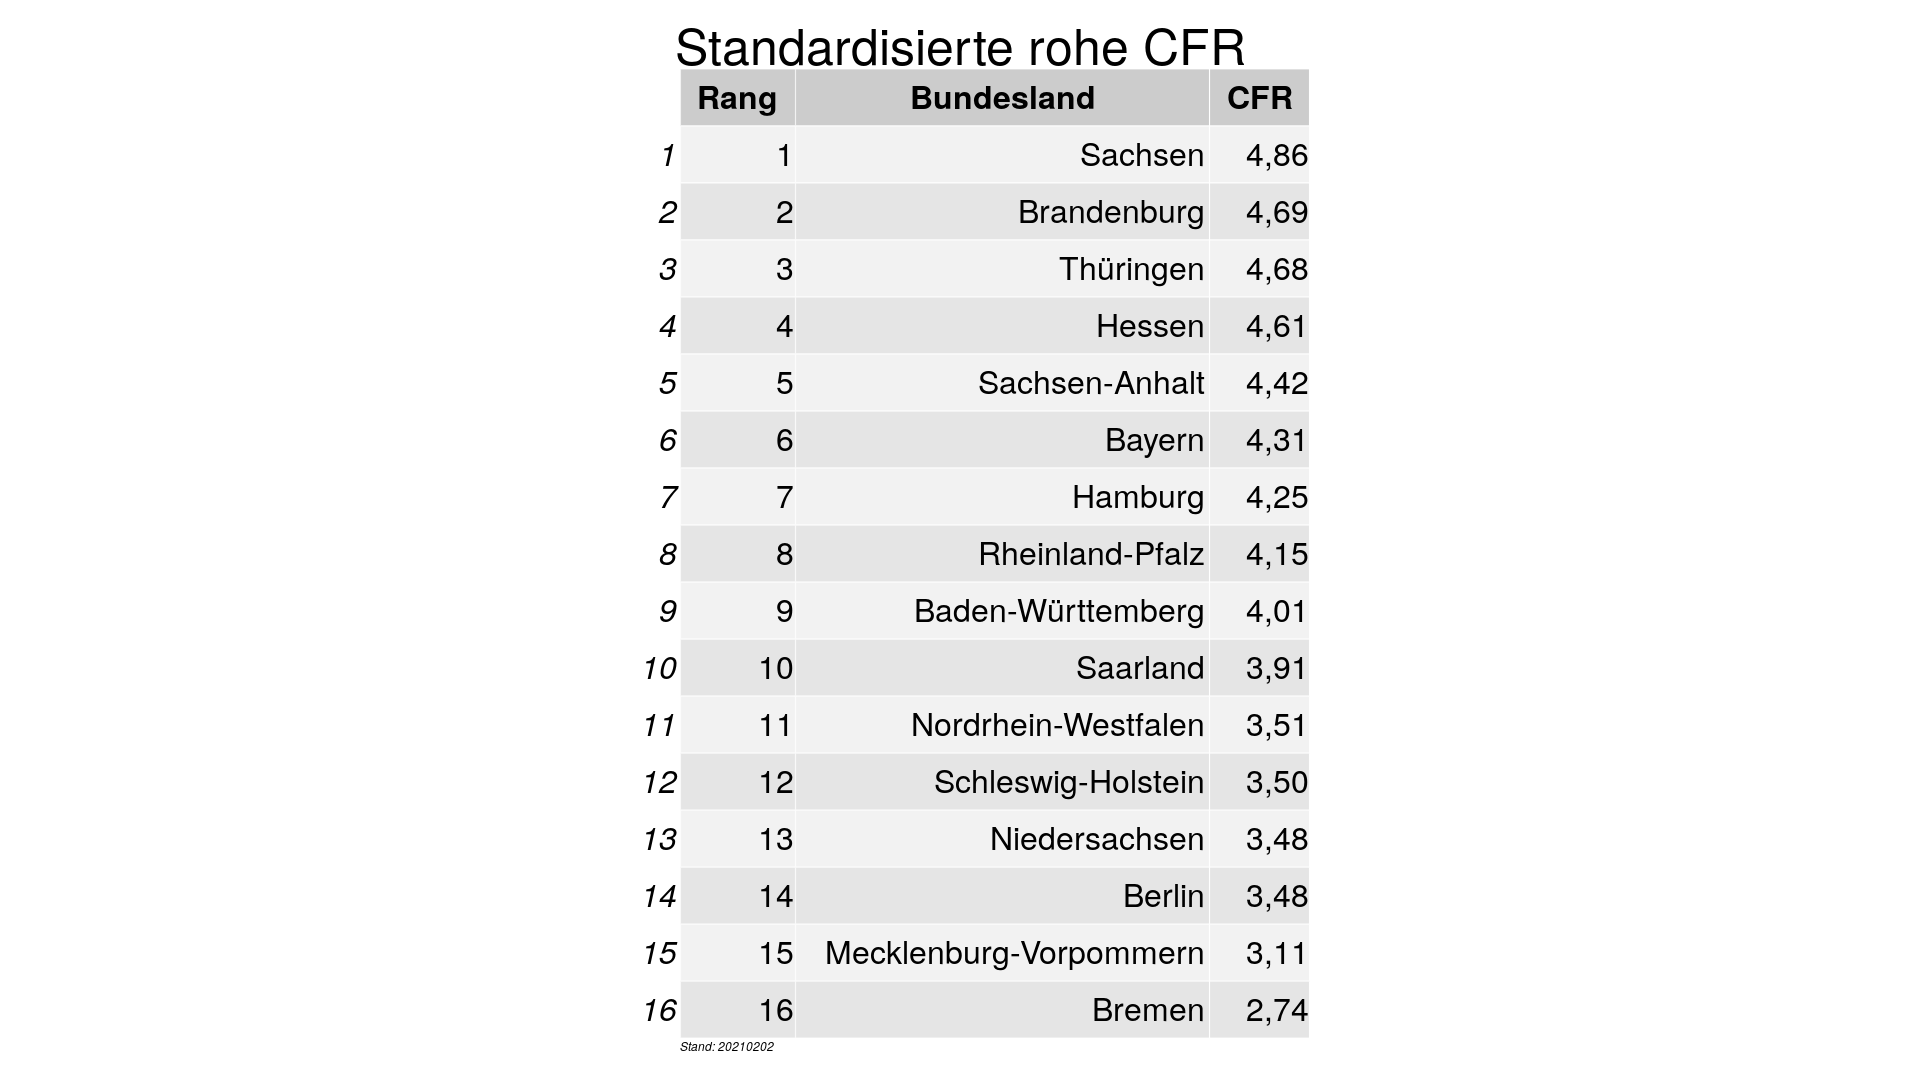 Standardisierte rohe CFR
Rang Bundesland CFR
1 1 Sachsen 4,86
2 2 Brandenburg 4,69
3 3 Thüringen 4,68
4 4 Hessen 4,61
5 5 Sachsen-Anhalt 4,42
6 6 Bayern 4,31
7 7 Hamburg 4,25
8 8 Rheinland-Pfalz 4,15
9 9 Baden-Württemberg 4,01
10 10 Saarland 3,91
11 11 Nordrhein-Westfalen 3,51
12 12 Schleswig-Holstein 3,50
13 13 Niedersachsen 3,48
14 14 Berlin 3,48
15 15 Mecklenburg-Vorpommern 3,11
16 16 Bremen 2,74
Stand: 20210202